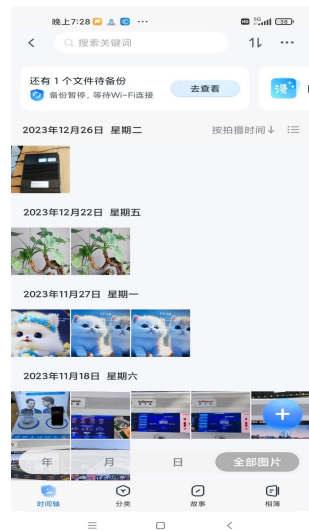 晚上7:28
5G 38
搜索关键词
还有 1 个文件待备份
备份暂停，等待Wi-Fi连接
去查看
漫
2023年12月26日 星期二
按拍摄时间↓
2023年12月22日 星期五
2023年11月27日 星期一
2023年11月18日 星期六
年
月
日
全部图片
时间轴
分类
故事
相簿